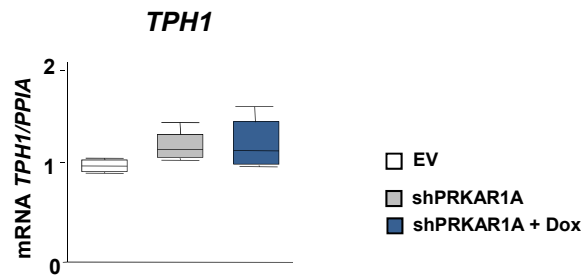 TPH1
mRNA TPH1/PPIA
2
1
0
EV
shPRKAR1A
shPRKAR1A + Dox